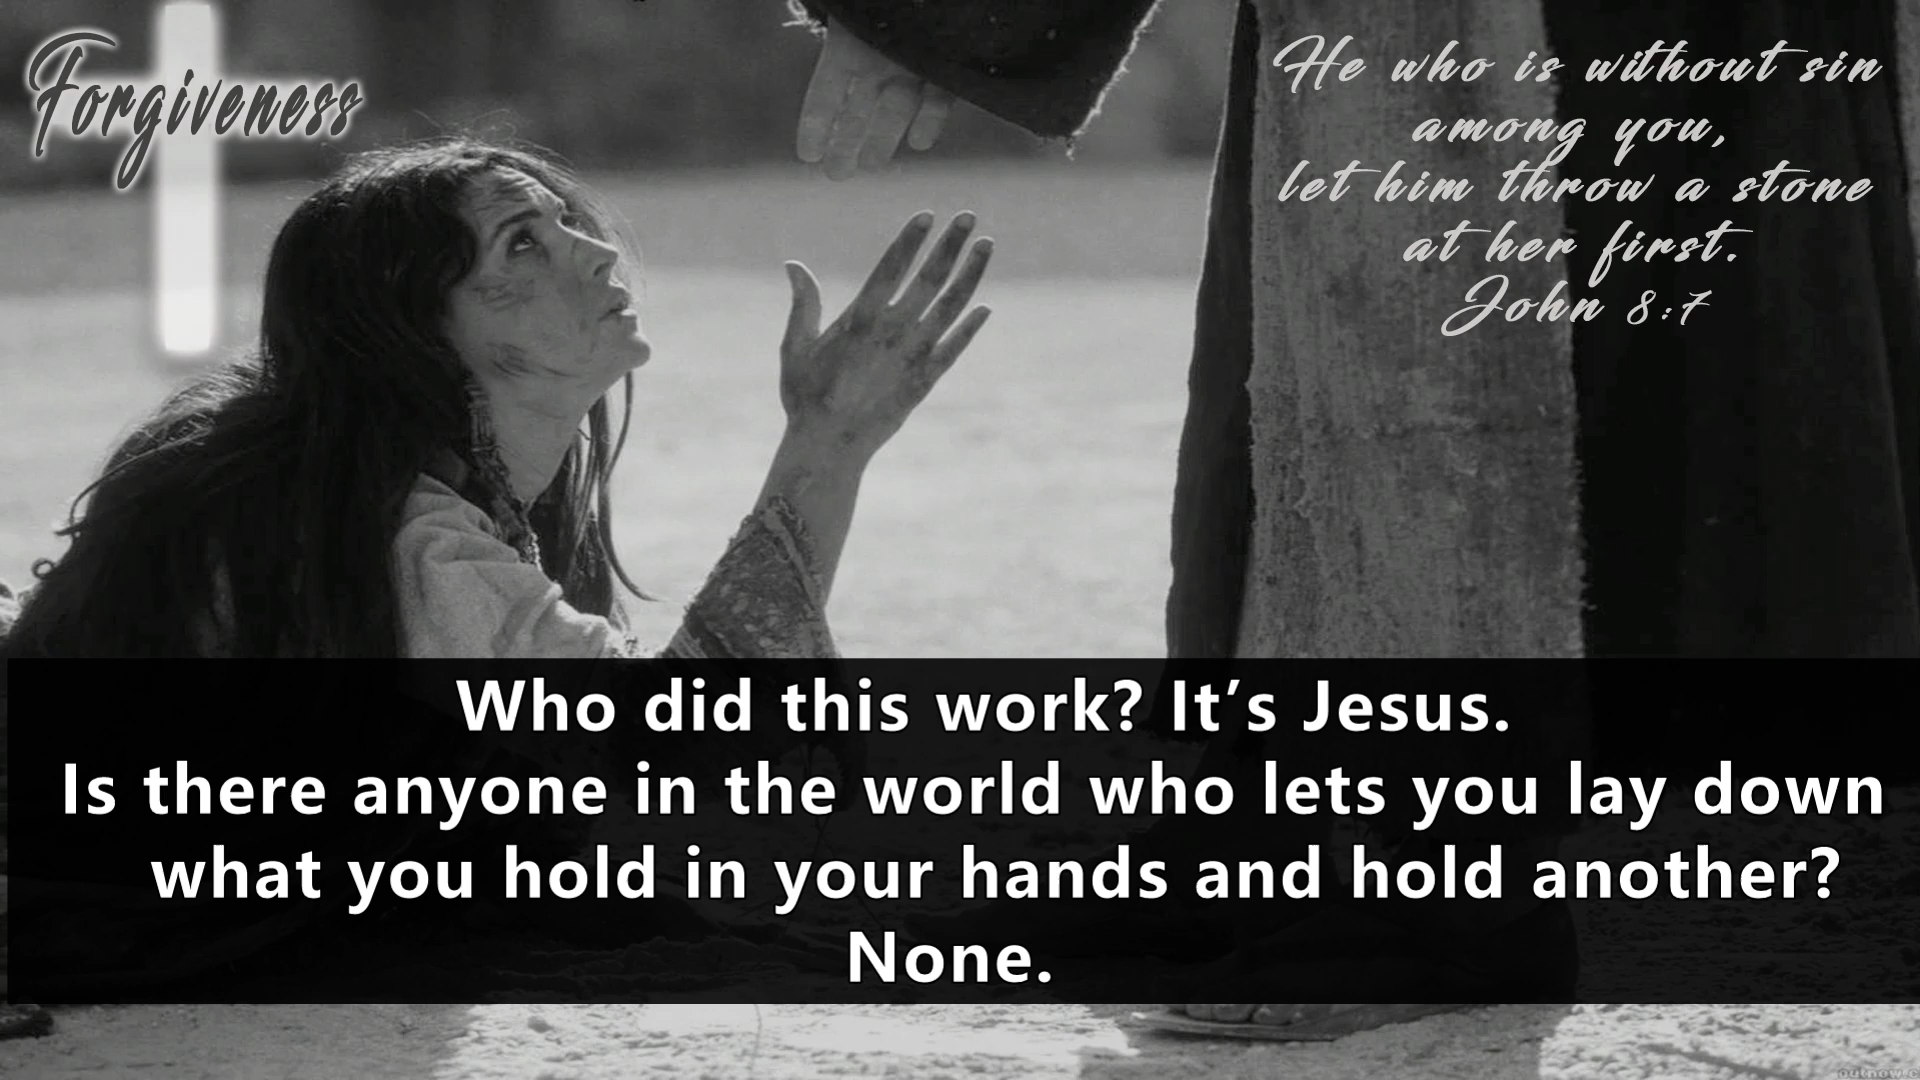 Forgiveness
He who is without sin
among you,
let him throw a stone
at her first.
John 8:7
Who did this work? It’s Jesus.
Is there anyone in the world who lets you lay down
what you hold in your hands and hold another?
None.